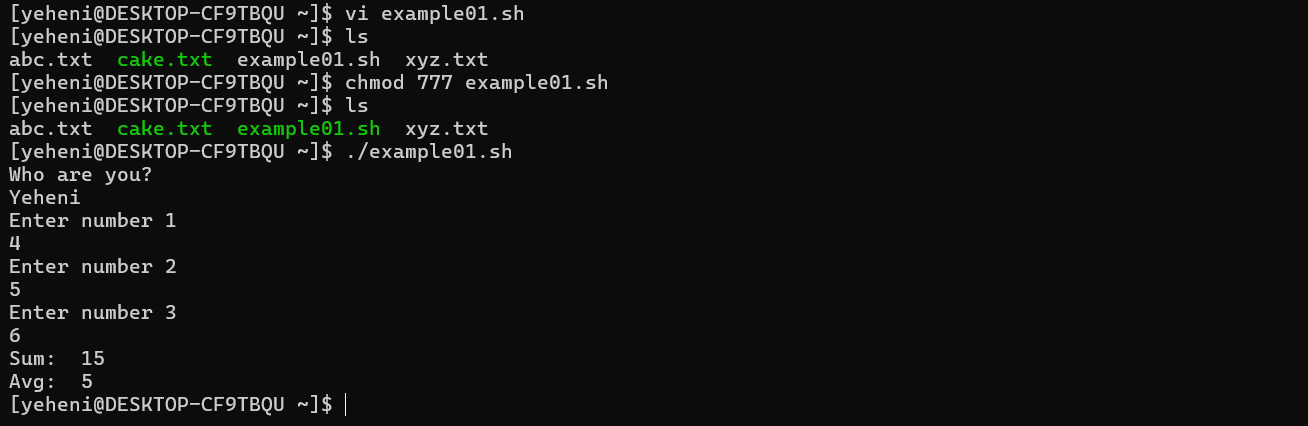 [yeheni@DESKTOP-CF9TBQU ~]$ vi example01.sh
[yeheni@DESKTOP-CF9TBQU ~]$ ls
abc.txt  cake.txt  example01.sh  xyz.txt
[yeheni@DESKTOP-CF9TBQU ~]$ chmod 777 example01.sh
[yeheni@DESKTOP-CF9TBQU ~]$ ls
abc.txt  cake.txt  example01.sh  xyz.txt
[yeheni@DESKTOP-CF9TBQU ~]$ ./example01.sh
Who are you?
Yeheni
Enter number 1
4
Enter number 2
5
Enter number 3
6
Sum:  15
Avg:  5
[yeheni@DESKTOP-CF9TBQU ~]$